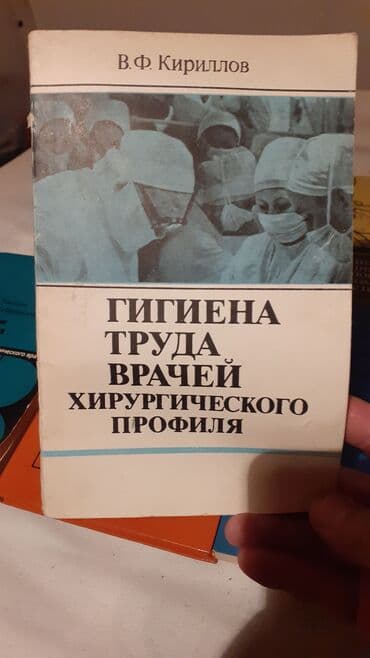 В.Ф. Кириллов
ГИГИЕНА
ТРУДА
ВРАЧЕЙ
ХИРУРГИЧЕСКОГО
ПРОФИЛЯ